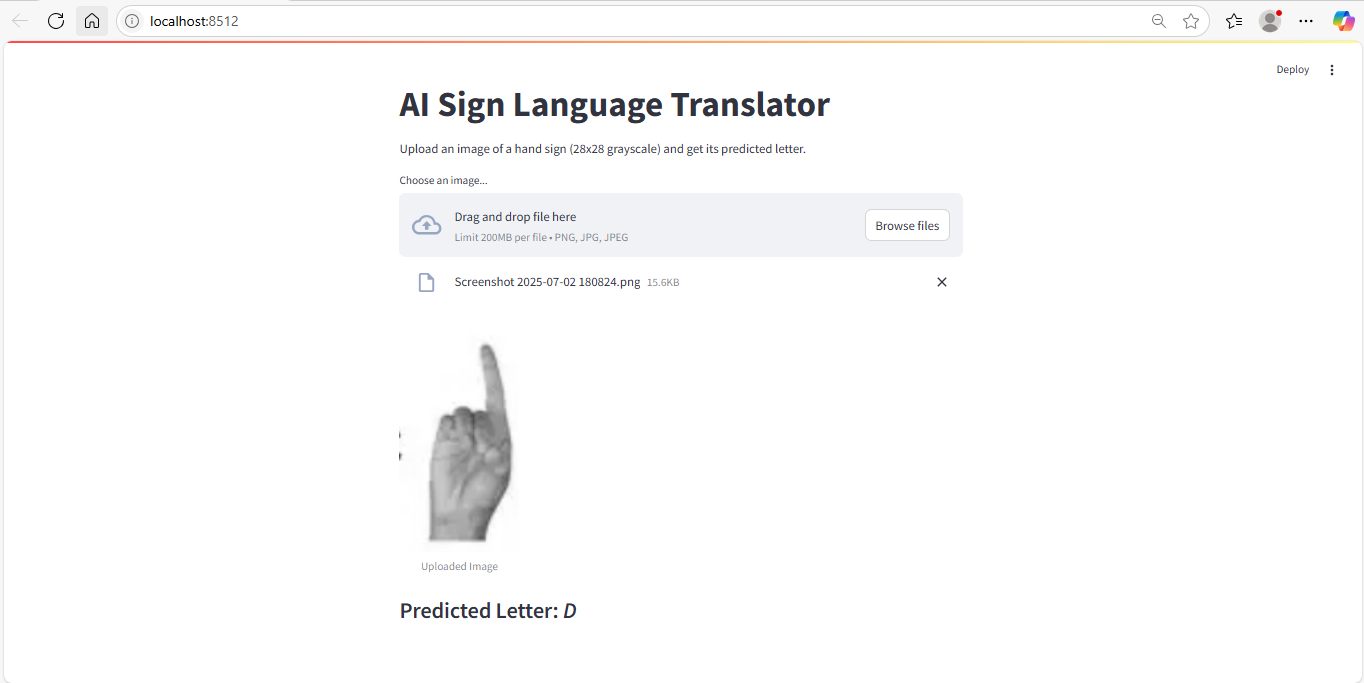 localhost:8512
Deploy
AI Sign Language Translator
Upload an image of a hand sign (28x28 grayscale) and get its predicted letter.
Choose an image...
Drag and drop file here
Limit 200MB per file • PNG, JPG, JPEG
Browse files
Screenshot 2025-07-02 180824.png 15.6KB
Uploaded Image
Predicted Letter: D